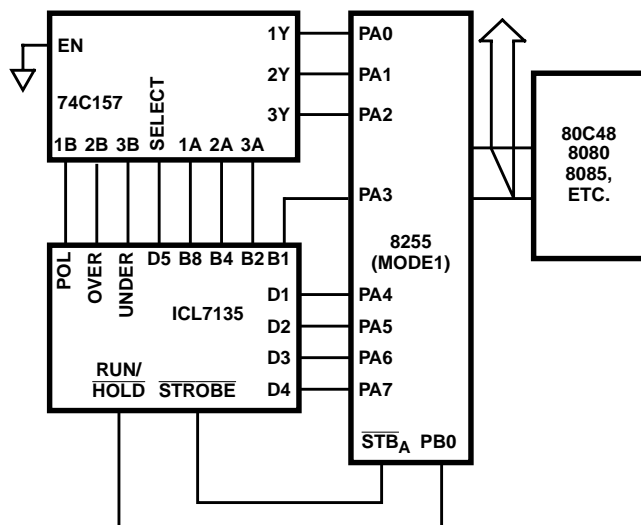 EN
74C157
1Y
2Y
3Y
1B 2B 3B SELECT 1A 2A 3A
PA0
PA1
PA2
PA3
8255
(MODE1)
PA4
PA5
PA6
PA7
STBA PB0
80C48
8080
8085,
ETC.
POL OVER UNDER D5 B8 B4 B2 B1
ICL7135
D1
D2
D3
D4
RUN/
HOLD STROBE